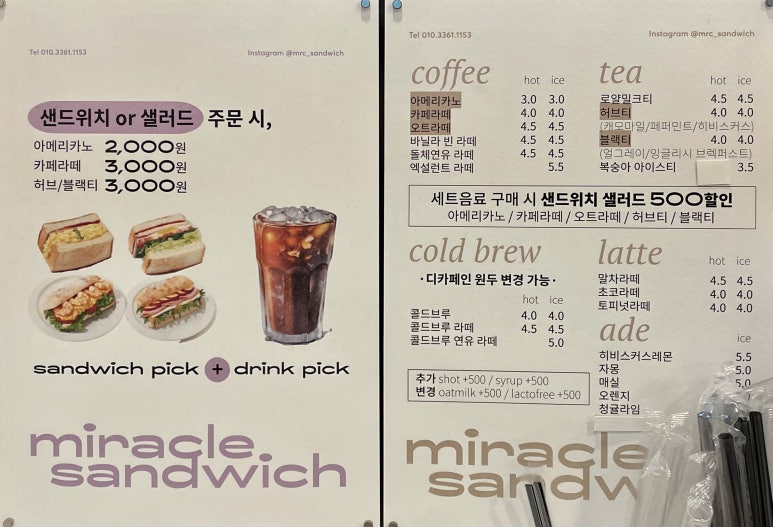 Tel 010.3361.1153
Instagram @mrc_sandwich
샌드위치 or 샐러드 주문 시,
아메리카노 2,000원
카페라떼 3,000원
허브/블랙티 3,000원
sandwich pick + drink pick
miracle
sandwich
Tel 010.3361.1153
Instagram @mrc_sandwich
coffee hot ice
아메리카노 3.0 3.0
카페라떼 4.0 4.0
오트라떼 4.5 4.5
바닐라 빈 라떼 4.5 4.5
돌체연유 라떼 4.5 4.5
엑설런트 라떼 5.5
tea hot ice
로얄밀크티 4.5 4.5
허브티 4.0 4.0
(캐모마일/페퍼민트/히비스커스)
블랙티 4.0 4.0
(얼그레이/잉글리시 브렉퍼스트)
복숭아 아이스티 3.5
세트음료 구매 시 샌드위치 샐러드 500할인
아메리카노 / 카페라떼 / 오트라떼 / 허브티 / 블랙티
cold brew
·디카페인 원두 변경 가능·
hot ice
콜드브루 4.0 4.0
콜드브루 라떼 4.5 4.5
콜드브루 연유 라떼 5.0
latte hot ice
말차라떼 4.5 4.5
초코라떼 4.0 4.0
토피넛라떼 4.0 4.0
ade ice
히비스커스레몬 5.5
자몽 5.0
매실 5.0
오렌지
청귤라임
추가 shot +500 / syrup +500
변경 oatmilk +500 / lactofree +500
miracle
sandw